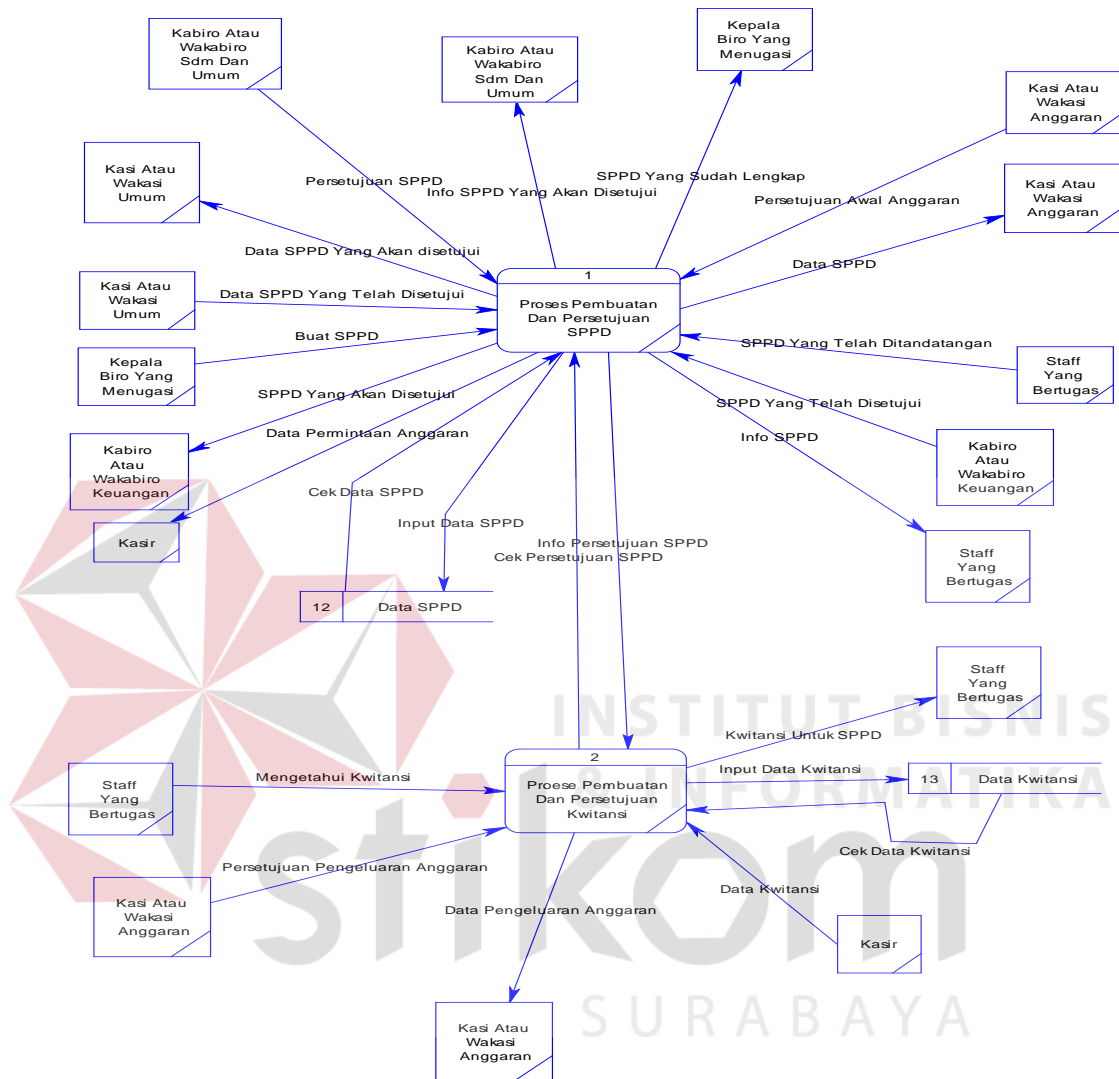 Kabiro Atau
Wakabiro
Sdm Dan
Umum
Kabiro Atau
Wakabiro
Sdm Dan
Umum
Kepala
Biro Yang
Menugasi
Kasi Atau
Wakasi
Anggaran
Kasi Atau
Wakasi
Umum
Persetujuan SPPD
Info SPPD Yang Akan Disetujui
SPPD Yang Sudah Lengkap
Persetujuan Awal Anggaran
Kasi Atau
Wakasi
Anggaran
Data SPPD Yang Akan disetujui
Data SPPD
1
Proses Pembuatan
Dan Persetujuan
SPPD
Kasi Atau
Wakasi
Umum
Data SPPD Yang Telah Disetujui
Buat SPPD
Kepala
Biro Yang
Menugasi
SPPD Yang Telah Ditandatangan
Staff
Yang
Bertugas
SPPD Yang Akan Disetujui
Data Permintaan Anggaran
SPPD Yang Telah Disetujui
Info SPPD
Kabiro
Atau
Wakabiro
Keuangan
Kabiro
Atau
Wakabiro
Keuangan
Kasir
Cek Data SPPD
Input Data SPPD
Info Persetujuan SPPD
Cek Persetujuan SPPD
Staff
Yang
Bertugas
12
Data SPPD
Staff
Yang
Bertugas
INSTITUT BISNIS
& INFORMATIKA
Kwitansi Untuk SPPD
2
Proese Pembuatan
Dan Persetujuan
Kwitansi
Input Data Kwitansi
13
Data Kwitansi
Mengetahui Kwitansi
Staff
Yang
Bertugas
Cek Data Kwitansi
Persetujuan Pengeluaran Anggaran
Data Kwitansi
Kasi Atau
Wakasi
Anggaran
Data Pengeluaran Anggaran
Kasir
stikom
SURABAYA
Kasi Atau
Wakasi
Anggaran